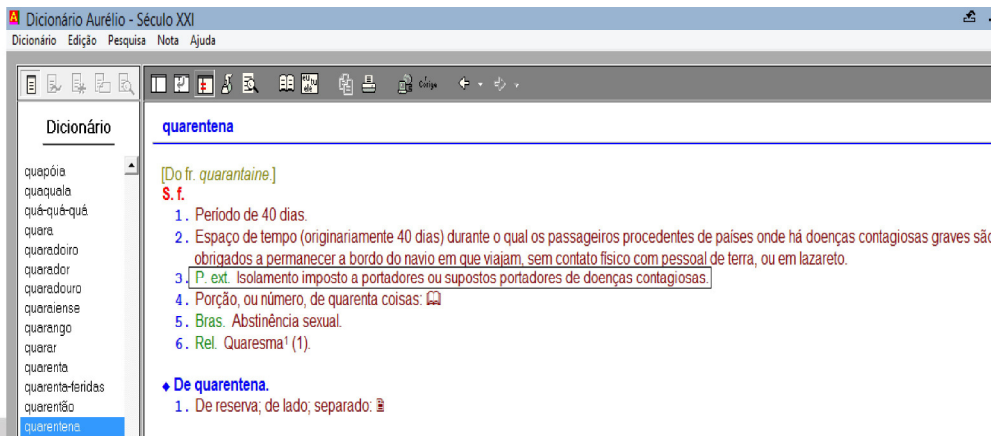 Dicionário Aurélio - Século XXI
Dicionário Edição Pesquisa Nota Ajuda
Dicionário
quapóia
quaquala
quá-quá-quá
quara
quaradoiro
quarador
quaradouro
quaraiense
quarango
quarar
quarenta
quarenta-feridas
quarentão
quarentena
quarentena
[Do fr. quarantaine.]
S. f.
1. Período de 40 dias.
2. Espaço de tempo (originariamente 40 dias) durante o qual os passageiros procedentes de países onde há doenças contagiosas graves são
obrigados a permanecer a bordo do navio em que viajam, sem contato físico com pessoal de terra, ou em lazareto.
3. P. ext. Isolamento imposto a portadores ou supostos portadores de doenças contagiosas.
4. Porção, ou número, de quarenta coisas:
5. Bras. Abstinência sexual.
6. Rel. Quaresma¹ (1).
♦ De quarentena.
1. De reserva; de lado; separado: